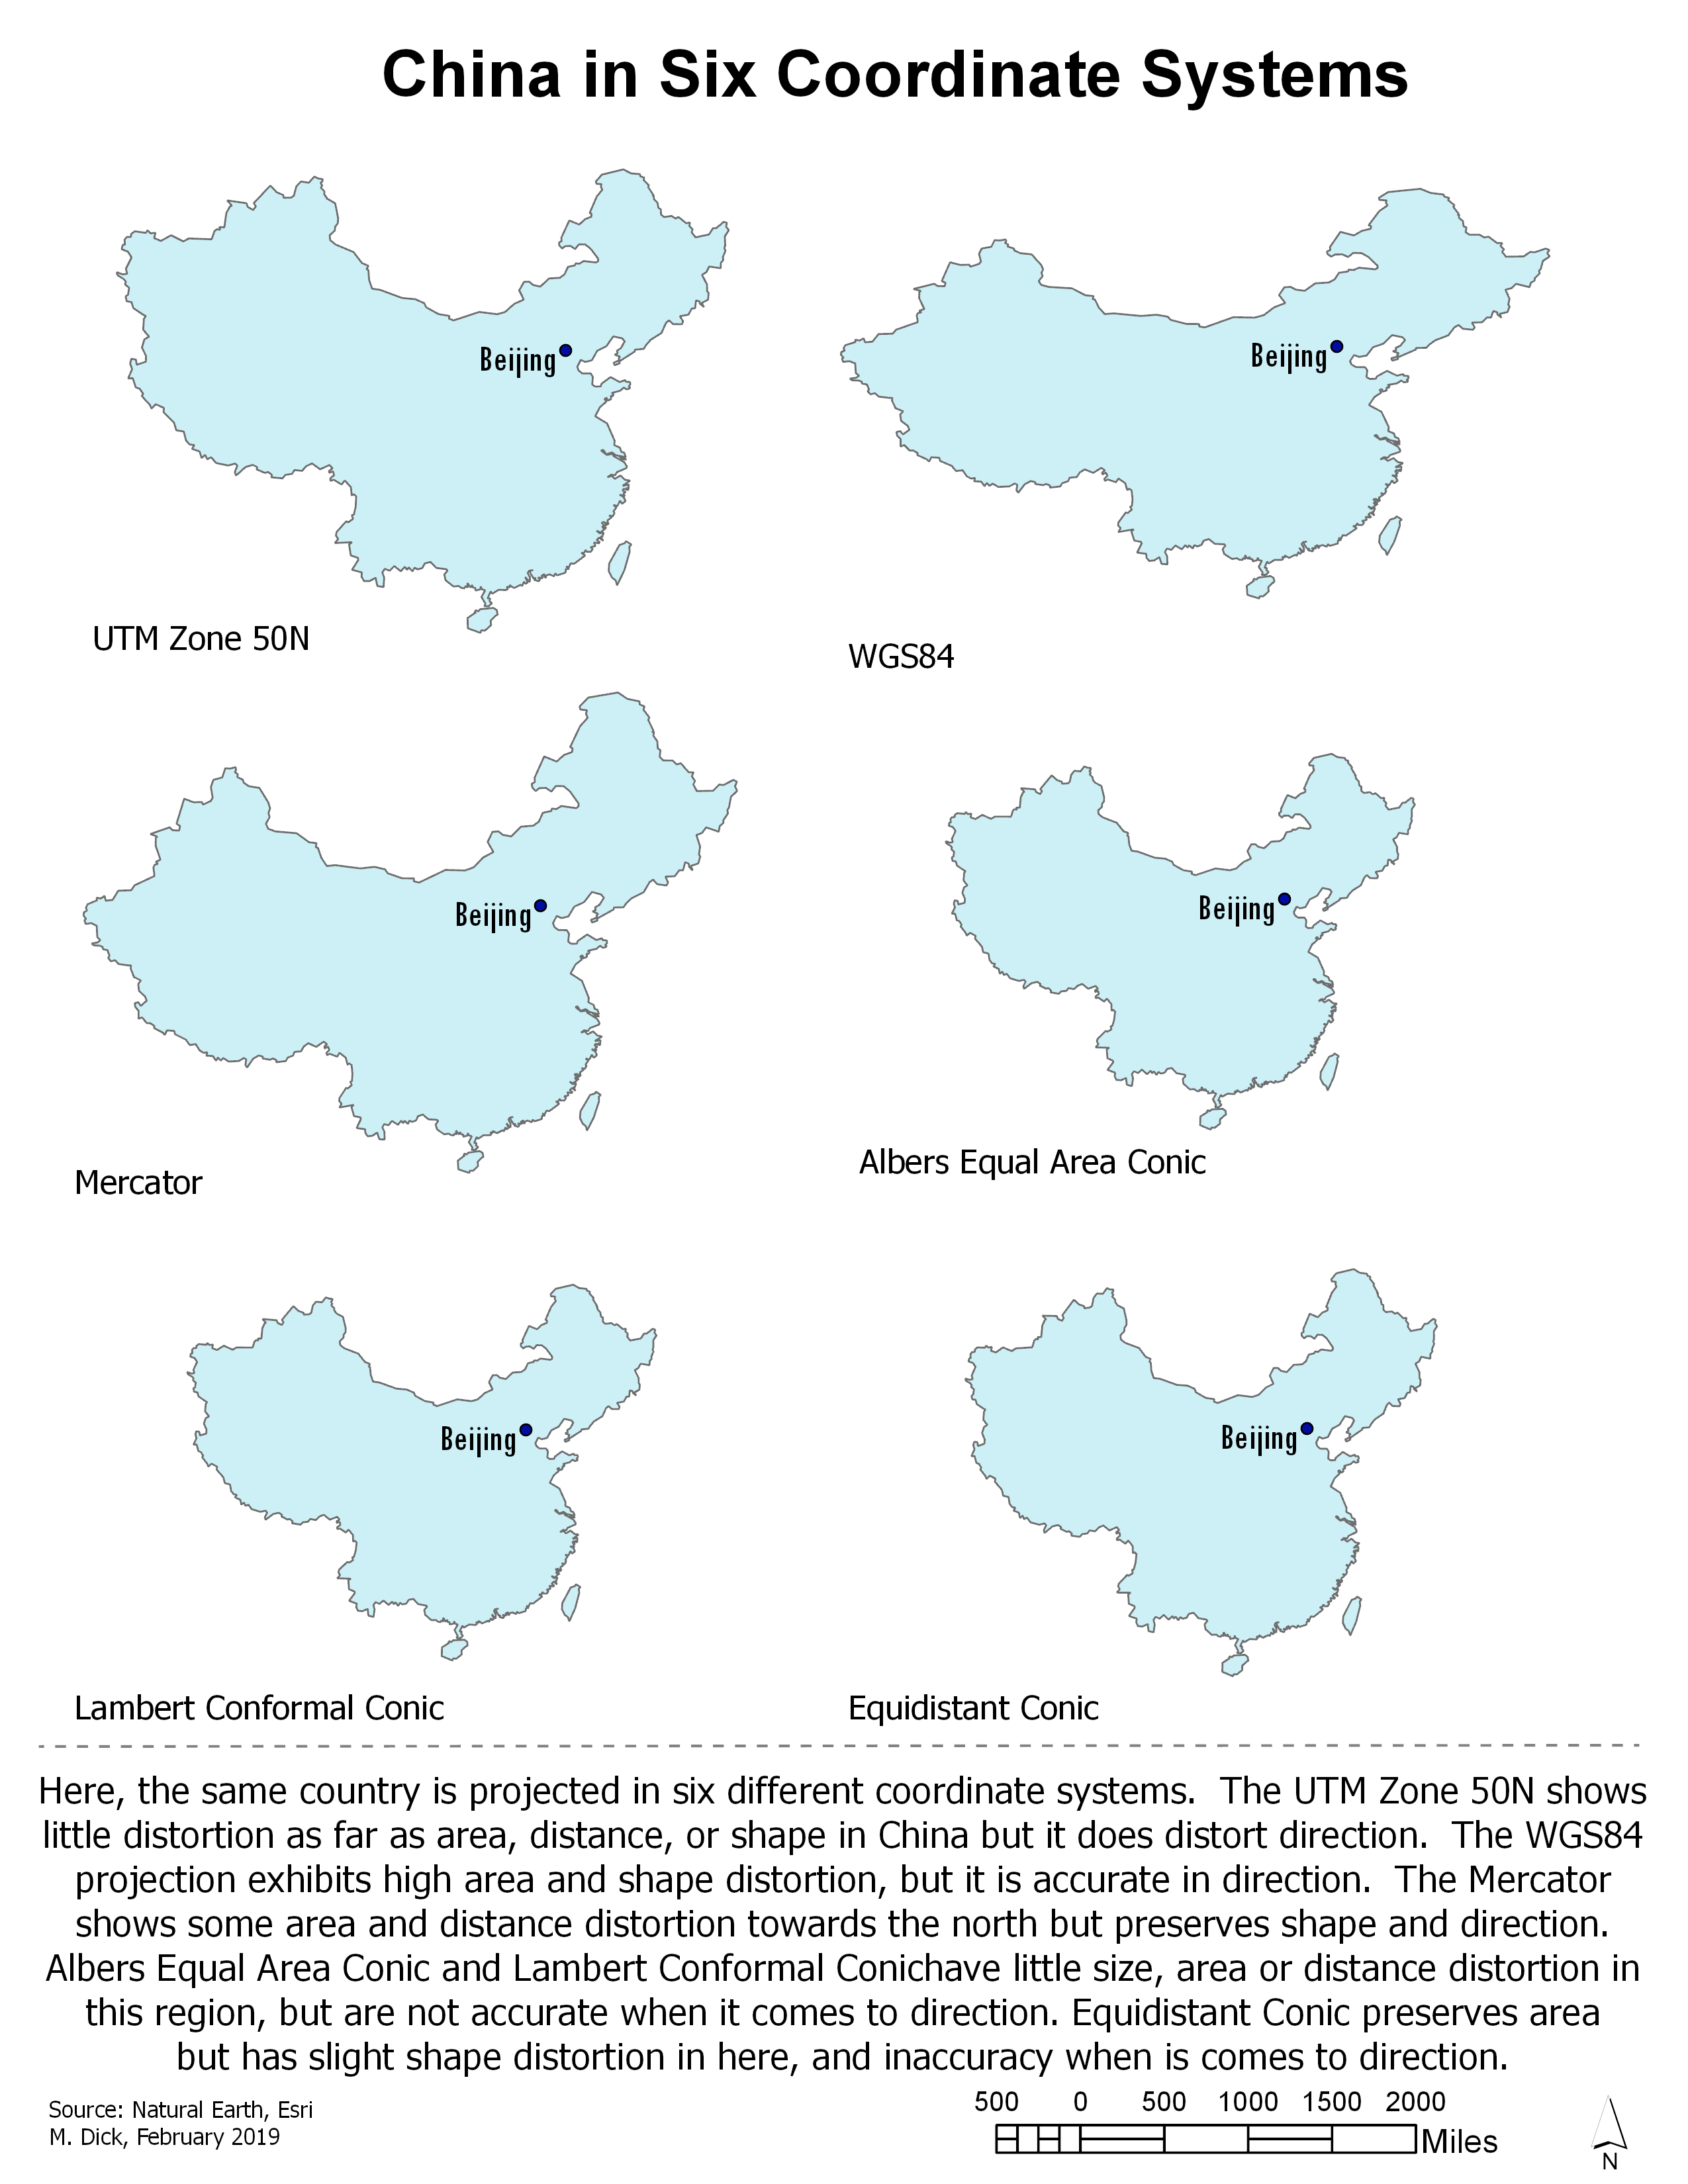 China in Six Coordinate Systems
Beijing
Beijing
UTM Zone 50N
WGS84
Beijing
Beijing
Mercator
Albers Equal Area Conic
Beijing
Beijing
Lambert Conformal Conic
Equidistant Conic
Here, the same country is projected in six different coordinate systems.  The UTM Zone 50N shows
little distortion as far as area, distance, or shape in China but it does distort direction.  The WGS84
projection exhibits high area and shape distortion, but it is accurate in direction.  The Mercator
shows some area and distance distortion towards the north but preserves shape and direction.
Albers Equal Area Conic and Lambert Conformal Conichave little size, area or distance distortion in
this region, but are not accurate when it comes to direction. Equidistant Conic preserves area
but has slight shape distortion in here, and inaccuracy when is comes to direction.
Source: Natural Earth, Esri
M. Dick, February 2019
500 0 500 1000 1500 2000
Miles
N